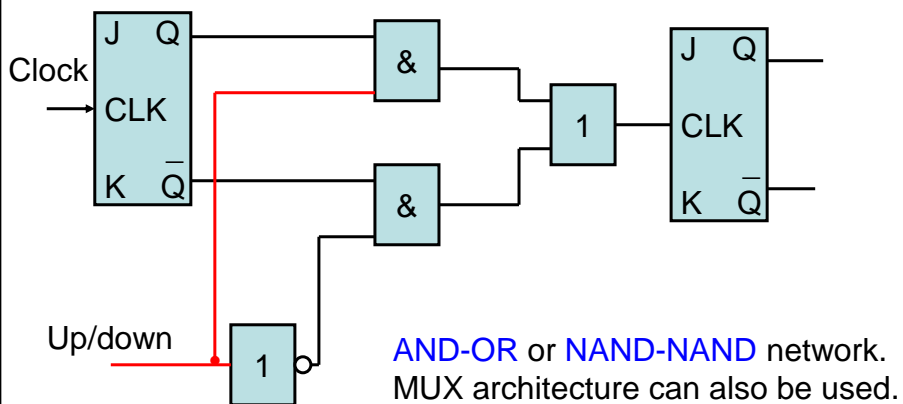 J Q
&
J Q
Clock
CLK
1
CLK
K Q̅
&
K Q̅
Up/down
1
AND-OR or NAND-NAND network.
MUX architecture can also be used.